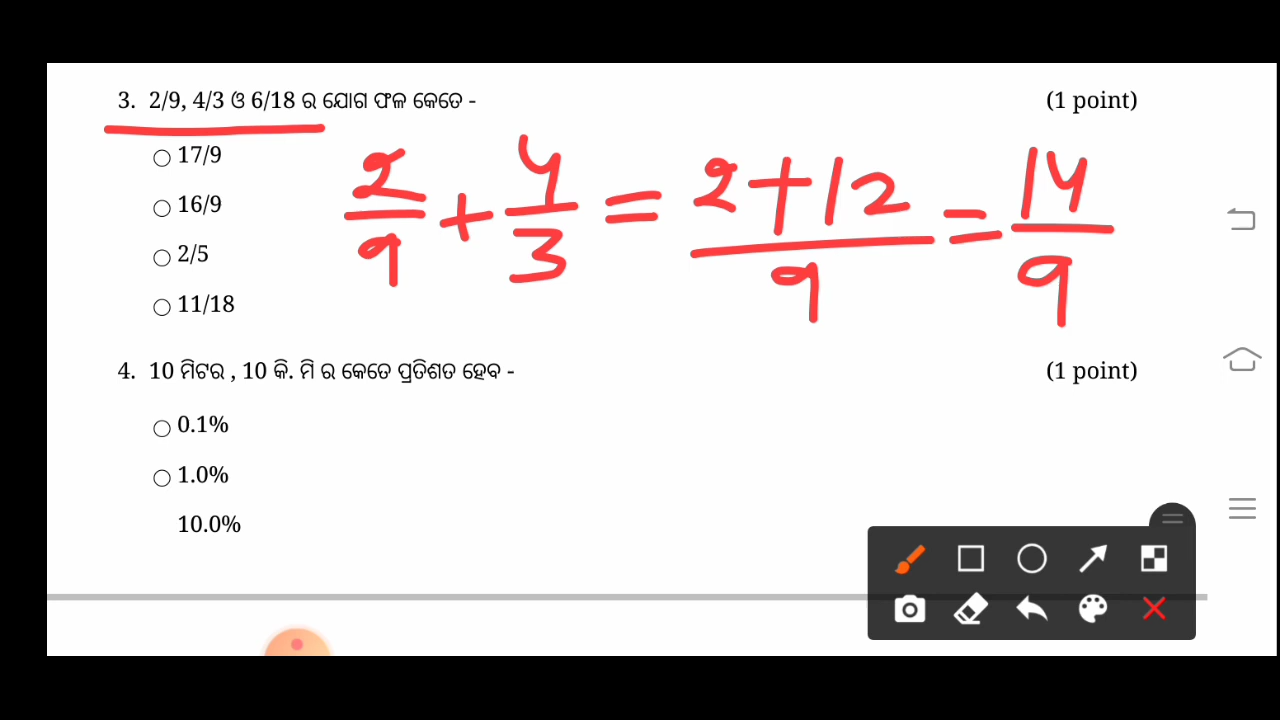 3. 2/9, 4/3 ଓ 6/18 ର ଯୋଗ ଫଳ କେତେ - (1 point)
17/9
16/9
2/5
11/18
2/9 + 4/3 = 2+12/9 = 14/9
4. 10 ମିଟର , 10 କି. ମି ର କେତେ ପ୍ରତିଶତ ହେବ - (1 point)
0.1%
1.0%
10.0%